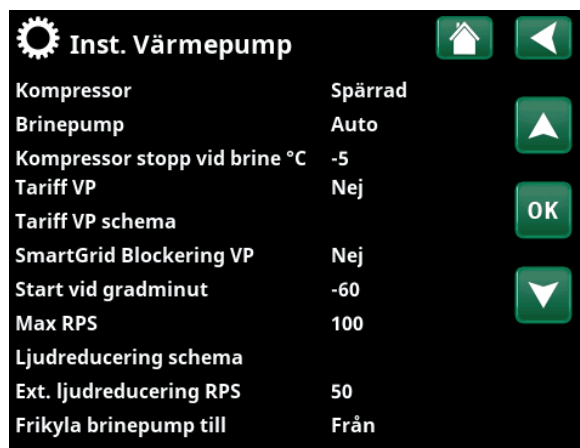 Inst. Värmepump
Kompressor Spärrad
Brinepump Auto
Kompressor stopp vid brine °C -5
Tariff VP Nej
Tariff VP schema
OK
SmartGrid Blockering VP Nej
Start vid gradminut -60
Max RPS 100
Ljudreducering schema
Ext. ljudreducering RPS 50
Frikyla brinepump till Från